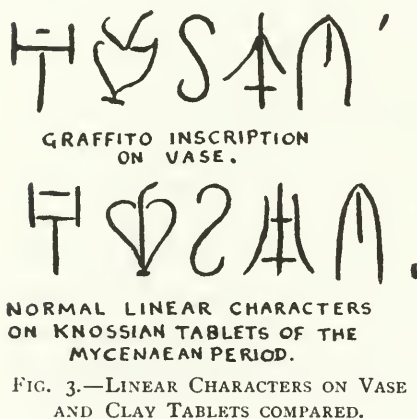 GRAFFITO INSCRIPTION
ON VASE.
NORMAL LINEAR CHARACTERS
ON KNOSSIAN TABLETS OF THE
MYCENAEAN PERIOD.
FIG. 3.—LINEAR CHARACTERS ON VASE
AND CLAY TABLETS COMPARED.